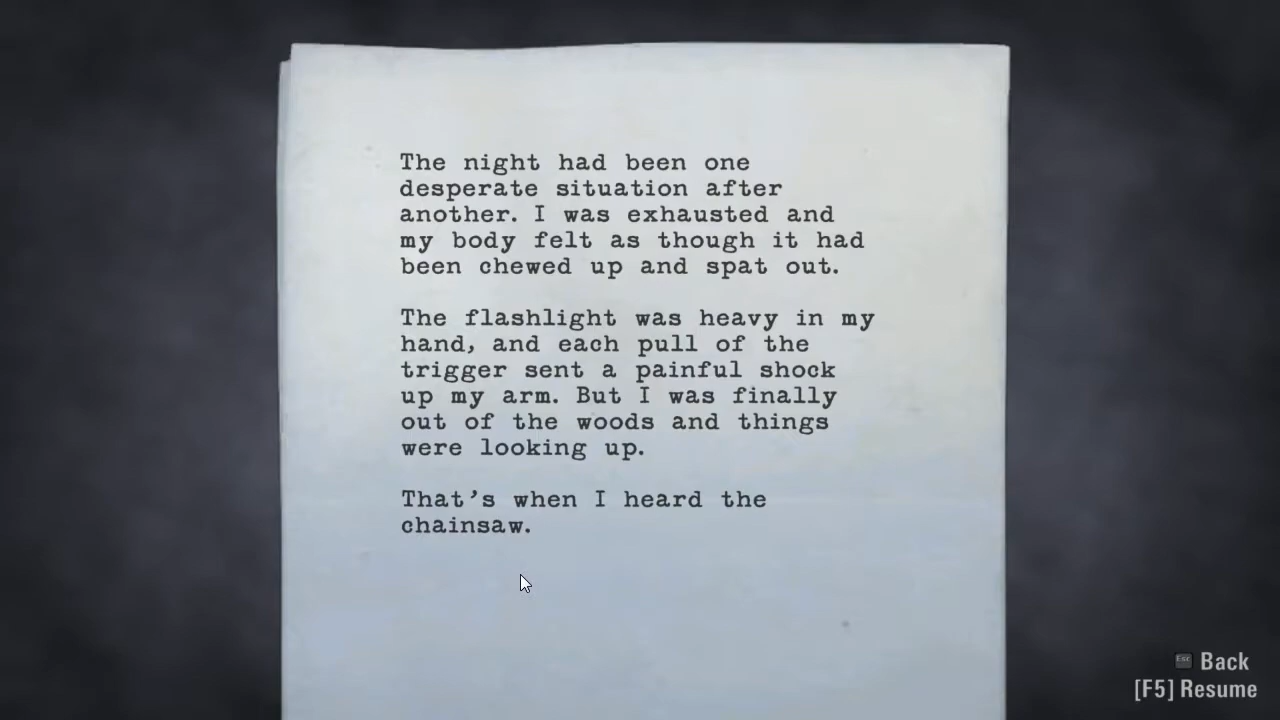 The night had been one
desperate situation after
another. I was exhausted and
my body felt as though it had
been chewed up and spat out.
The flashlight was heavy in my
hand, and each pull of the
trigger sent a painful shock
up my arm. But I was finally
out of the woods and things
were looking up.
That's when I heard the
chainsaw.
Esc Back
[F5] Resume